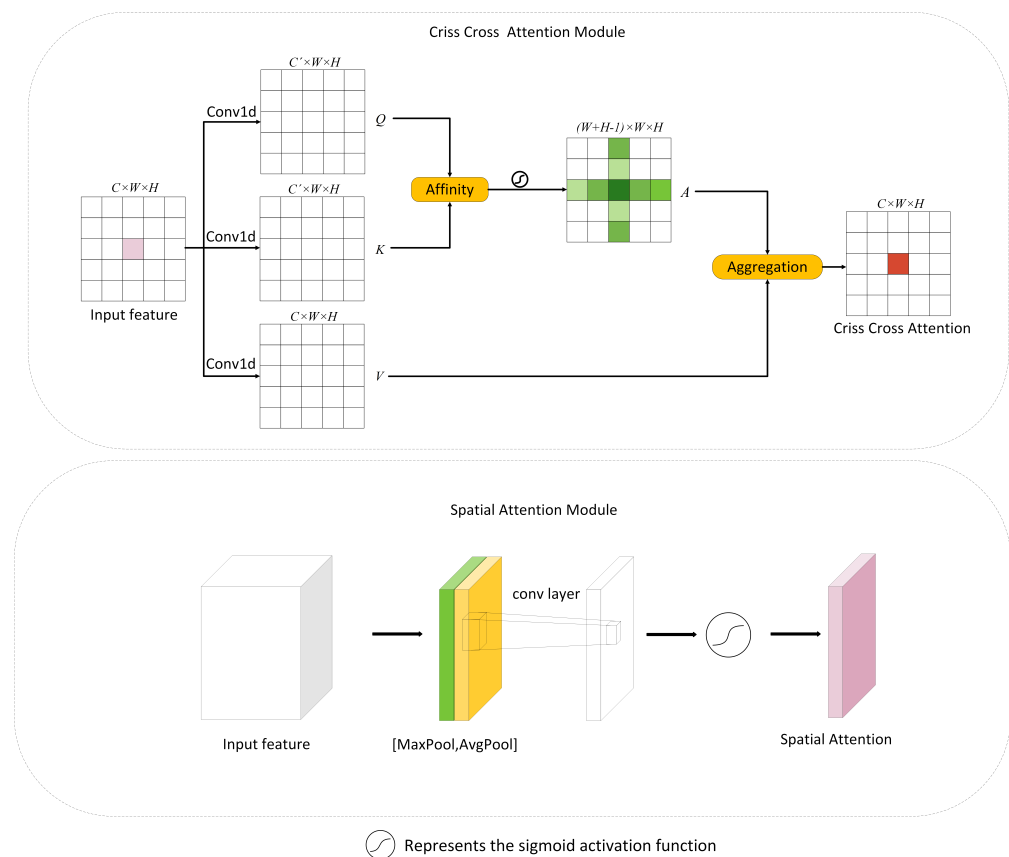 Criss Cross Attention Module
C´×W×H
Conv1d
Q
(W+H-1)×W×H
C×W×H
Input feature
C´×W×H
Conv1d
K
Affinity
A
C×W×H
Aggregation
Criss Cross Attention
C×W×H
Conv1d
V
Spatial Attention Module
conv layer
Input feature
[MaxPool,AvgPool]
Spatial Attention
Represents the sigmoid activation function